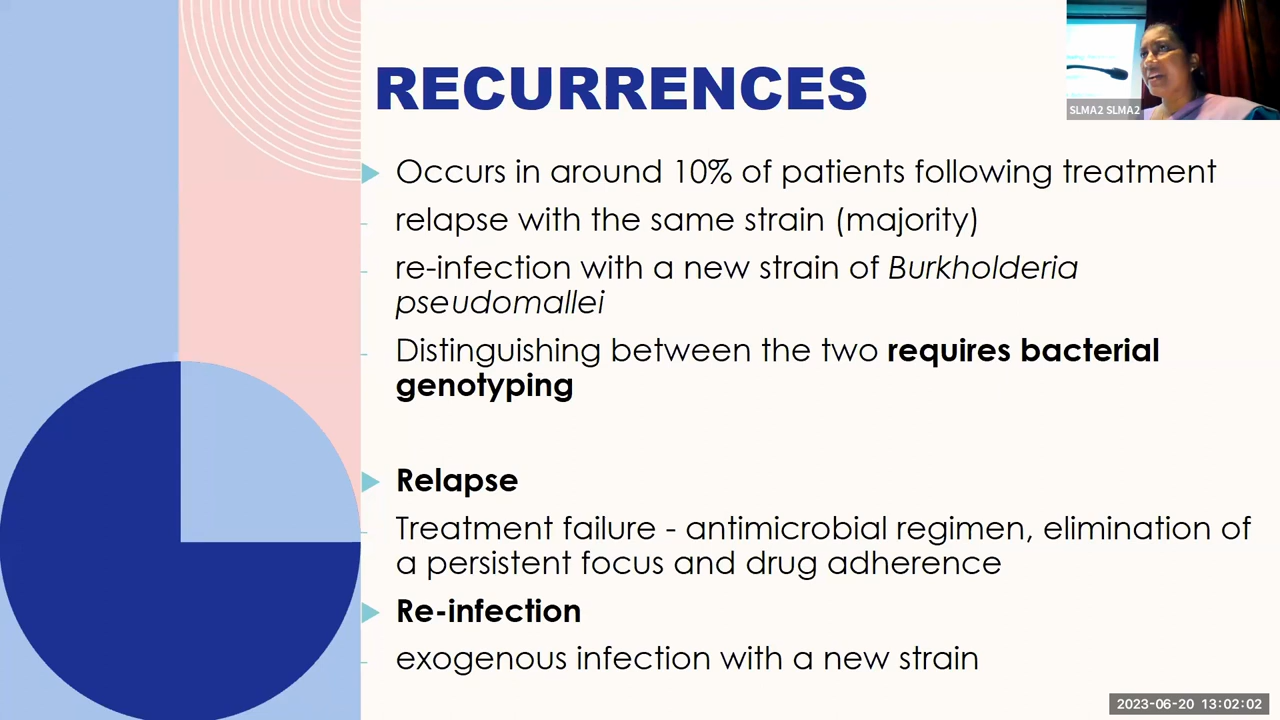 RECURRENCES
SLMA2 SLMA2
Occurs in around 10% of patients following treatment
relapse with the same strain (majority)
re-infection with a new strain of Burkholderia
pseudomallei
Distinguishing between the two requires bacterial
genotyping
Relapse
Treatment failure - antimicrobial regimen, elimination of
a persistent focus and drug adherence
Re-infection
exogenous infection with a new strain
2023-06-20 13:02:02